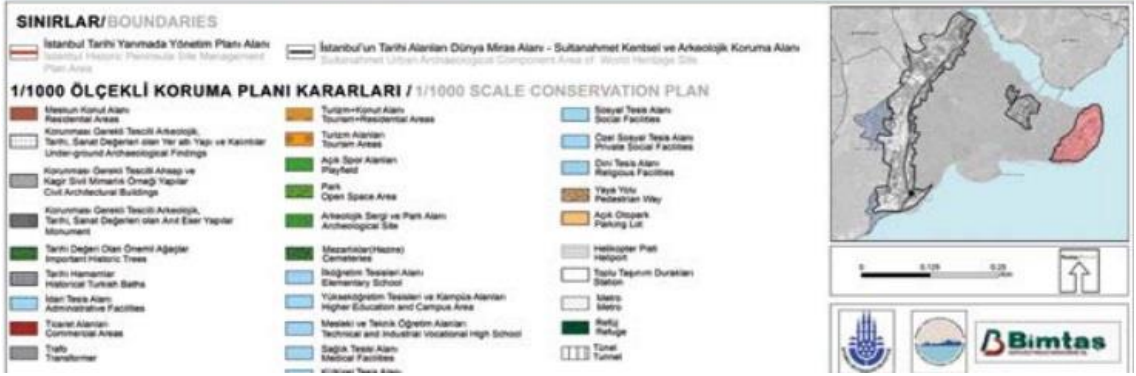 SINIRLAR/BOUNDARIES
İstanbul Tarihi Yarımada Yönetim Planı Alanı
Istanbul Historic Peninsula Site Management
Plan Area
İstanbul'un Tarihi Alanları Dünya Miras Alanı - Sultanahmet Kentsel ve Arkeolojik Koruma Alanı
Sultanahmet Urban Archaeological Component Area of World Heritage Site
1/1000 ÖLÇEKLİ KORUMA PLANI KARARLARI / 1/1000 SCALE CONSERVATION PLAN
Meskun Konut Alanı
Residential Areas
Korunması Gerekli Tescilli Arkeolojik,
Tarihi, Sanat Değerleri olan Yer altı Yapı ve Kalıntılar
Under-ground Archaeological Findings
Korunması Gerekli Tescilli Ahşap ve
Kagir Sivil Mimarlık Örneği Yapılar
Civil Architectural Buildings
Korunması Gerekli Tescilli Arkeolojik,
Tarihi, Sanat Değerleri olan Anıt Eser Yapılar
Monument
Tarihi Değeri Olan Önemli Ağaçlar
Important Historic Trees
Tarihi Hamamlar
Historical Turkish Baths
İdari Tesis Alanı
Administrative Facilities
Ticaret Alanları
Commercial Areas
Trafo
Transformer
Turizm+Konut Alanı
Tourism+Residential Areas
Turizm Alanları
Tourism Areas
Açık Spor Alanları
Playfield
Park
Open Space Area
Arkeolojik Sergi ve Park Alanı
Archeological Site
Mezarlıklar(Hazire)
Cemeteries
İlköğretim Tesisleri Alanı
Elementary School
Yükseköğretim Tesisleri ve Kampüs Alanları
Higher Education and Campus Area
Mesleki ve Teknik Öğretim Alanları
Technical and Industrial Vocational High School
Sağlık Tesisi Alanı
Medical Facilities
Kültürel Tesis Alanı
Sosyal Tesis Alanı
Social Facilities
Özel Sosyal Tesis Alanı
Private Social Facilities
Dini Tesis Alanı
Religious Facilities
Yaya Yolu
Pedestrian Way
Açık Otopark
Parking Lot
Helikopter Pisti
Heliport
Toplu Taşınım Durakları
Station
Metro
Metro
Refüj
Refuge
Tünel
Tunnel
0 0.125 0.25
km
Bimtas